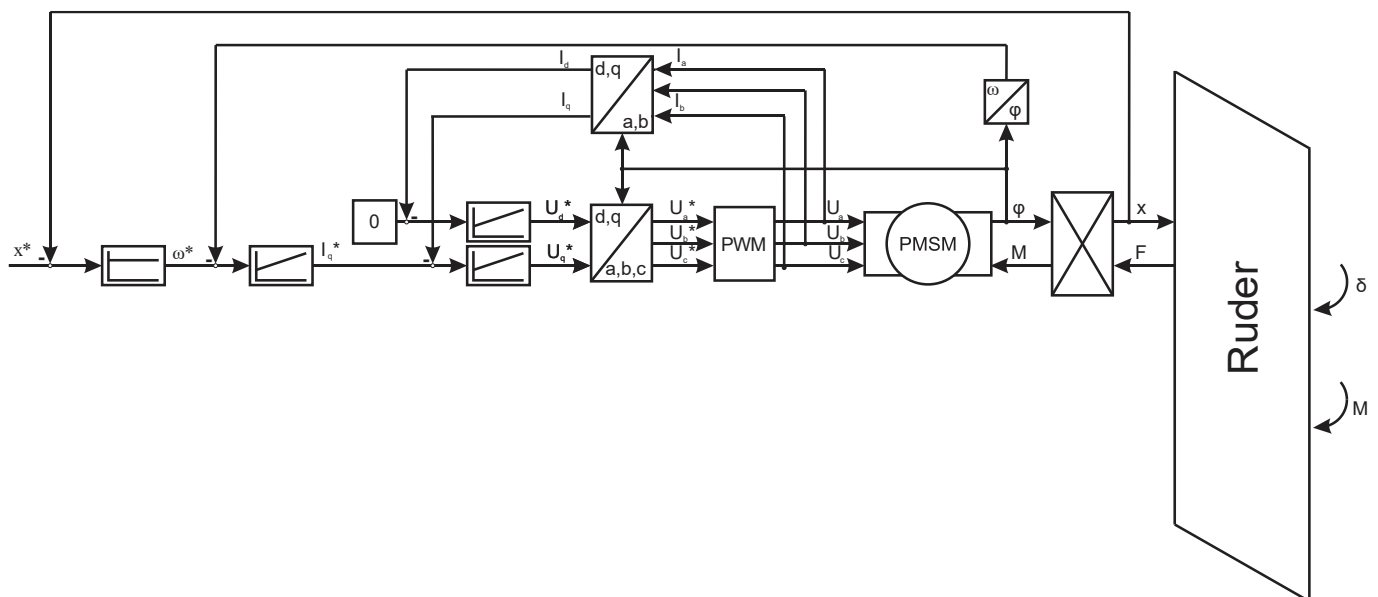 I_d d,q I_a
ω
φ
I_q a,b I_b
0 - U_d* d,q U_a* U_a φ x
U_b* PWM U_b PMSM
x* - ω* - I_q* - U_q* a,b,c U_c* U_c M F
Ruder
δ
M